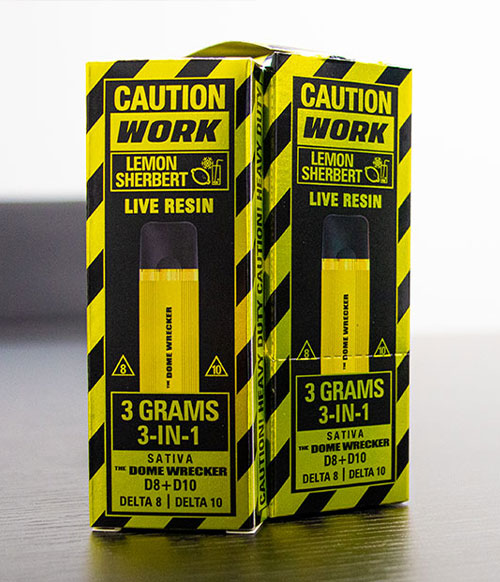 CAUTION
WORK
LEMON
SHERBERT
LIVE RESIN
THE DOME WRECKER
8
10
3 GRAMS
3-IN-1
SATIVA
THE DOME WRECKER
D8+D10
DELTA 8 | DELTA 10
CAUTION! HEAVY DUTY CAUTION! HEAVY DUTY
CAUTION
WORK
LEMON
SHERBERT
LIVE RESIN
THE DOME WRECKER
8
10
3 GRAMS
3-IN-1
SATIVA
THE DOME WRECKER
D8+D10
DELTA 8 | DELTA 10